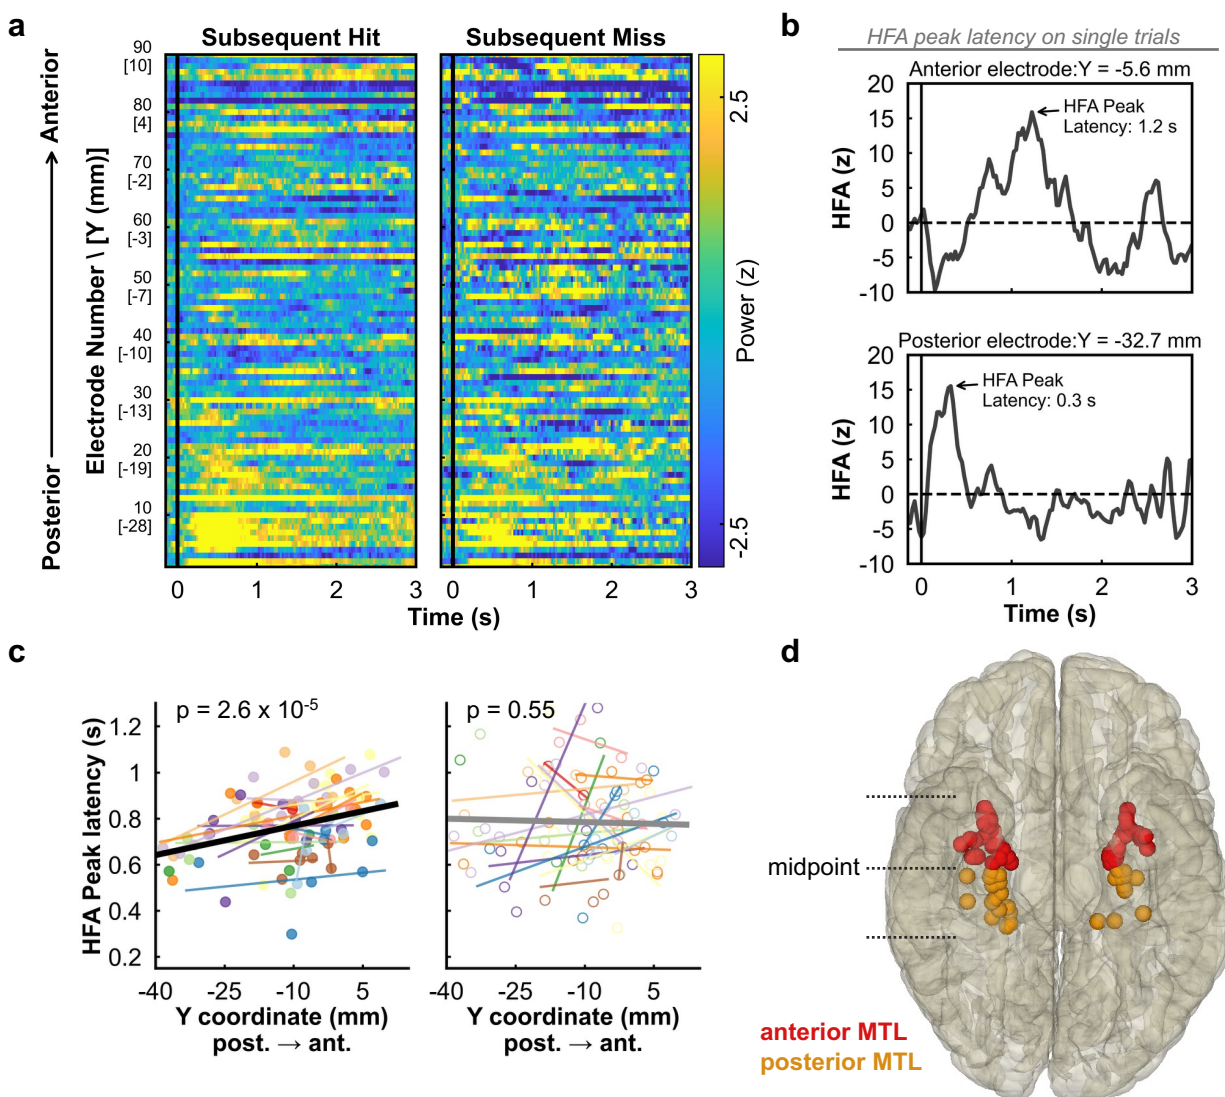 a
Subsequent Hit
Subsequent Miss
Posterior → Anterior
Electrode Number \ [Y (mm)]
90
[10]
80
[4]
70
[-2]
60
[-3]
50
[-7]
40
[-10]
30
[-13]
20
[-19]
10
[-28]
0 1 2 3
0 1 2 3
Time (s)
2.5
-2.5
Power (z)
b
HFA peak latency on single trials
Anterior electrode:Y = -5.6 mm
HFA (z)
20
15
10
5
0
-5
-10
HFA Peak
Latency: 1.2 s
Posterior electrode:Y = -32.7 mm
HFA (z)
20
15
10
5
0
-5
-10
HFA Peak
Latency: 0.3 s
0 1 2 3
Time (s)
c
HFA Peak latency (s)
1.2
1
0.8
0.6
0.4
0.2
p = 2.6 x 10⁻⁵
-40 -25 -10 5
Y coordinate (mm)
post. → ant.
p = 0.55
-40 -25 -10 5
Y coordinate (mm)
post. → ant.
d
midpoint
anterior MTL
posterior MTL